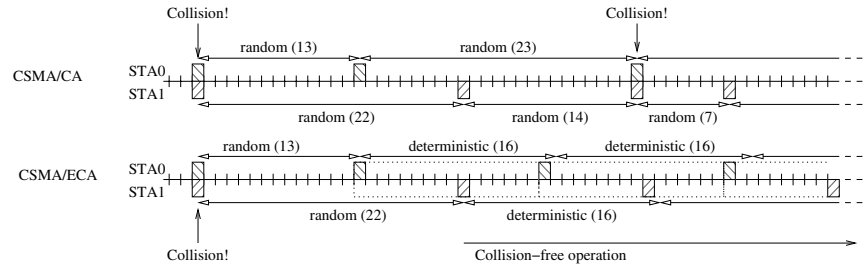 Collision!
Collision!
random (13)
random (23)
CSMA/CA
STA0
STA1
random (22)
random (14)
random (7)
random (13)
deterministic (16)
deterministic (16)
CSMA/ECA
STA0
STA1
random (22)
deterministic (16)
Collision!
Collision−free operation